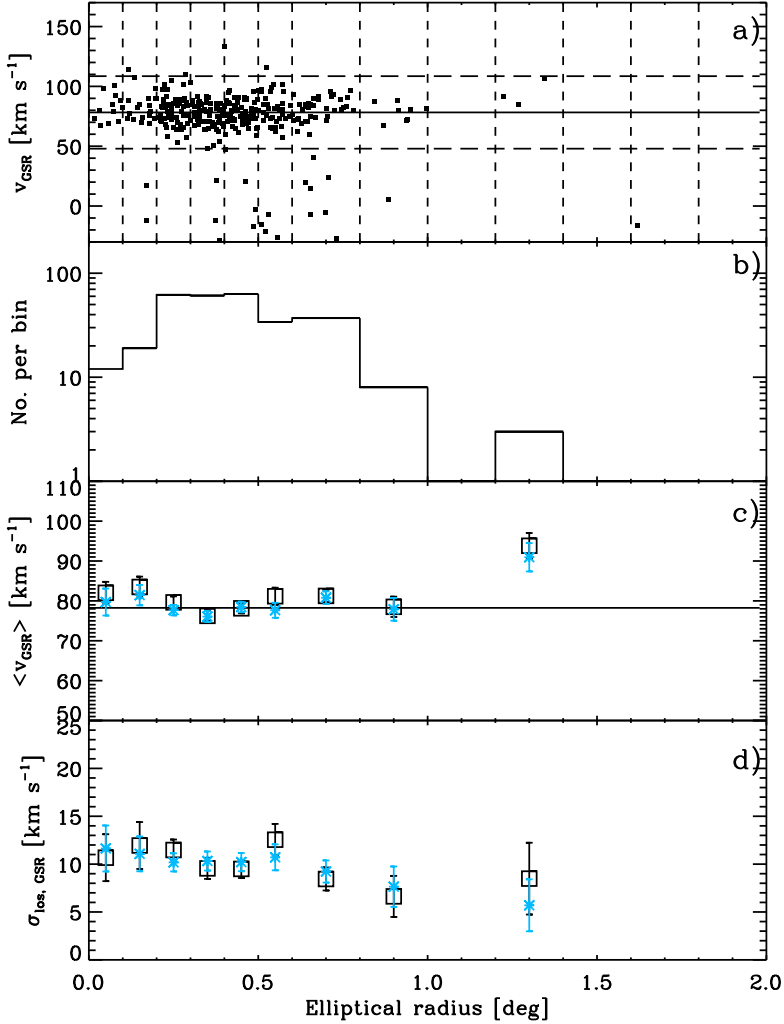 a)
150
100
50
0
v_GSR [km s⁻¹]
b)
100
10
1
No. per bin
c)
110
100
90
80
70
60
50
<v_GSR> [km s⁻¹]
d)
25
20
15
10
5
0
σ_los, GSR [km s⁻¹]
0.0 0.5 1.0 1.5 2.0
Elliptical radius [deg]